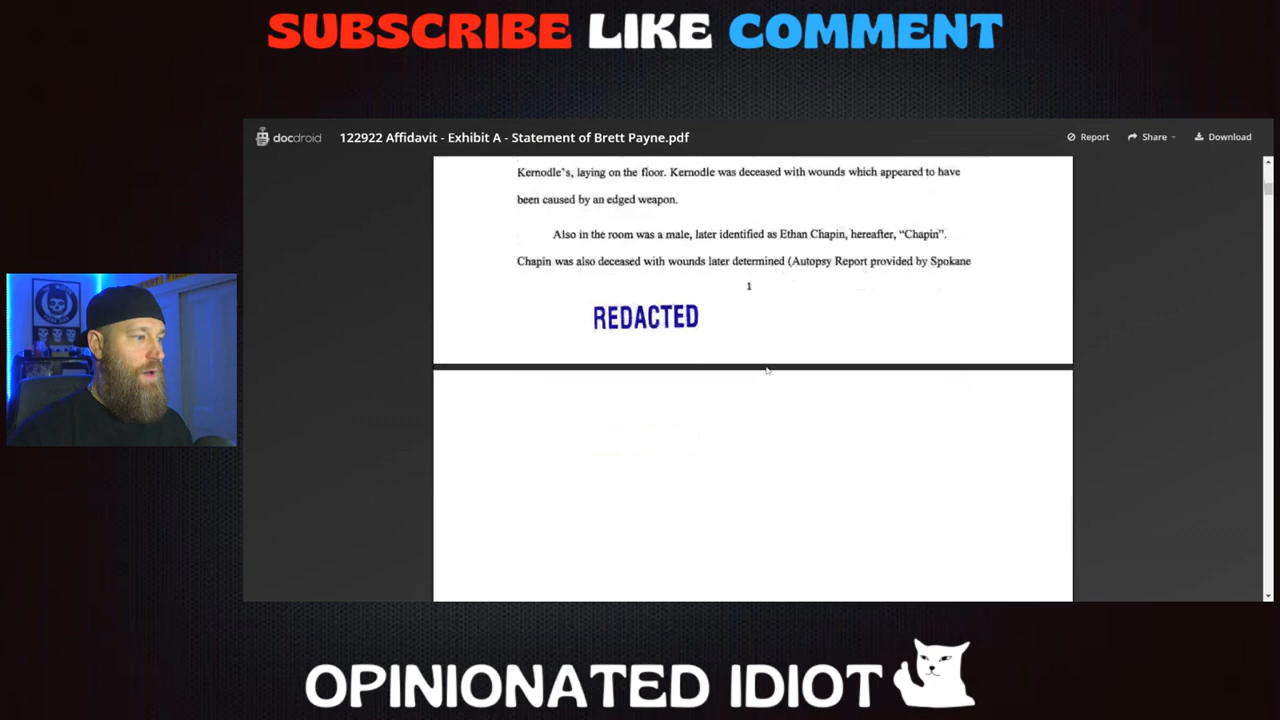 SUBSCRIBE LIKE COMMENT
docdroid
122922 Affidavit - Exhibit A - Statement of Brett Payne.pdf
Report
Share
Download
Kernodle's, laying on the floor. Kernodle was deceased with wounds which appeared to have
been caused by an edged weapon.
Also in the room was a male, later identified as Ethan Chapin, hereafter, "Chapin".
Chapin was also deceased with wounds later determined (Autopsy Report provided by Spokane
1
REDACTED
OPINIONATED IDIOT